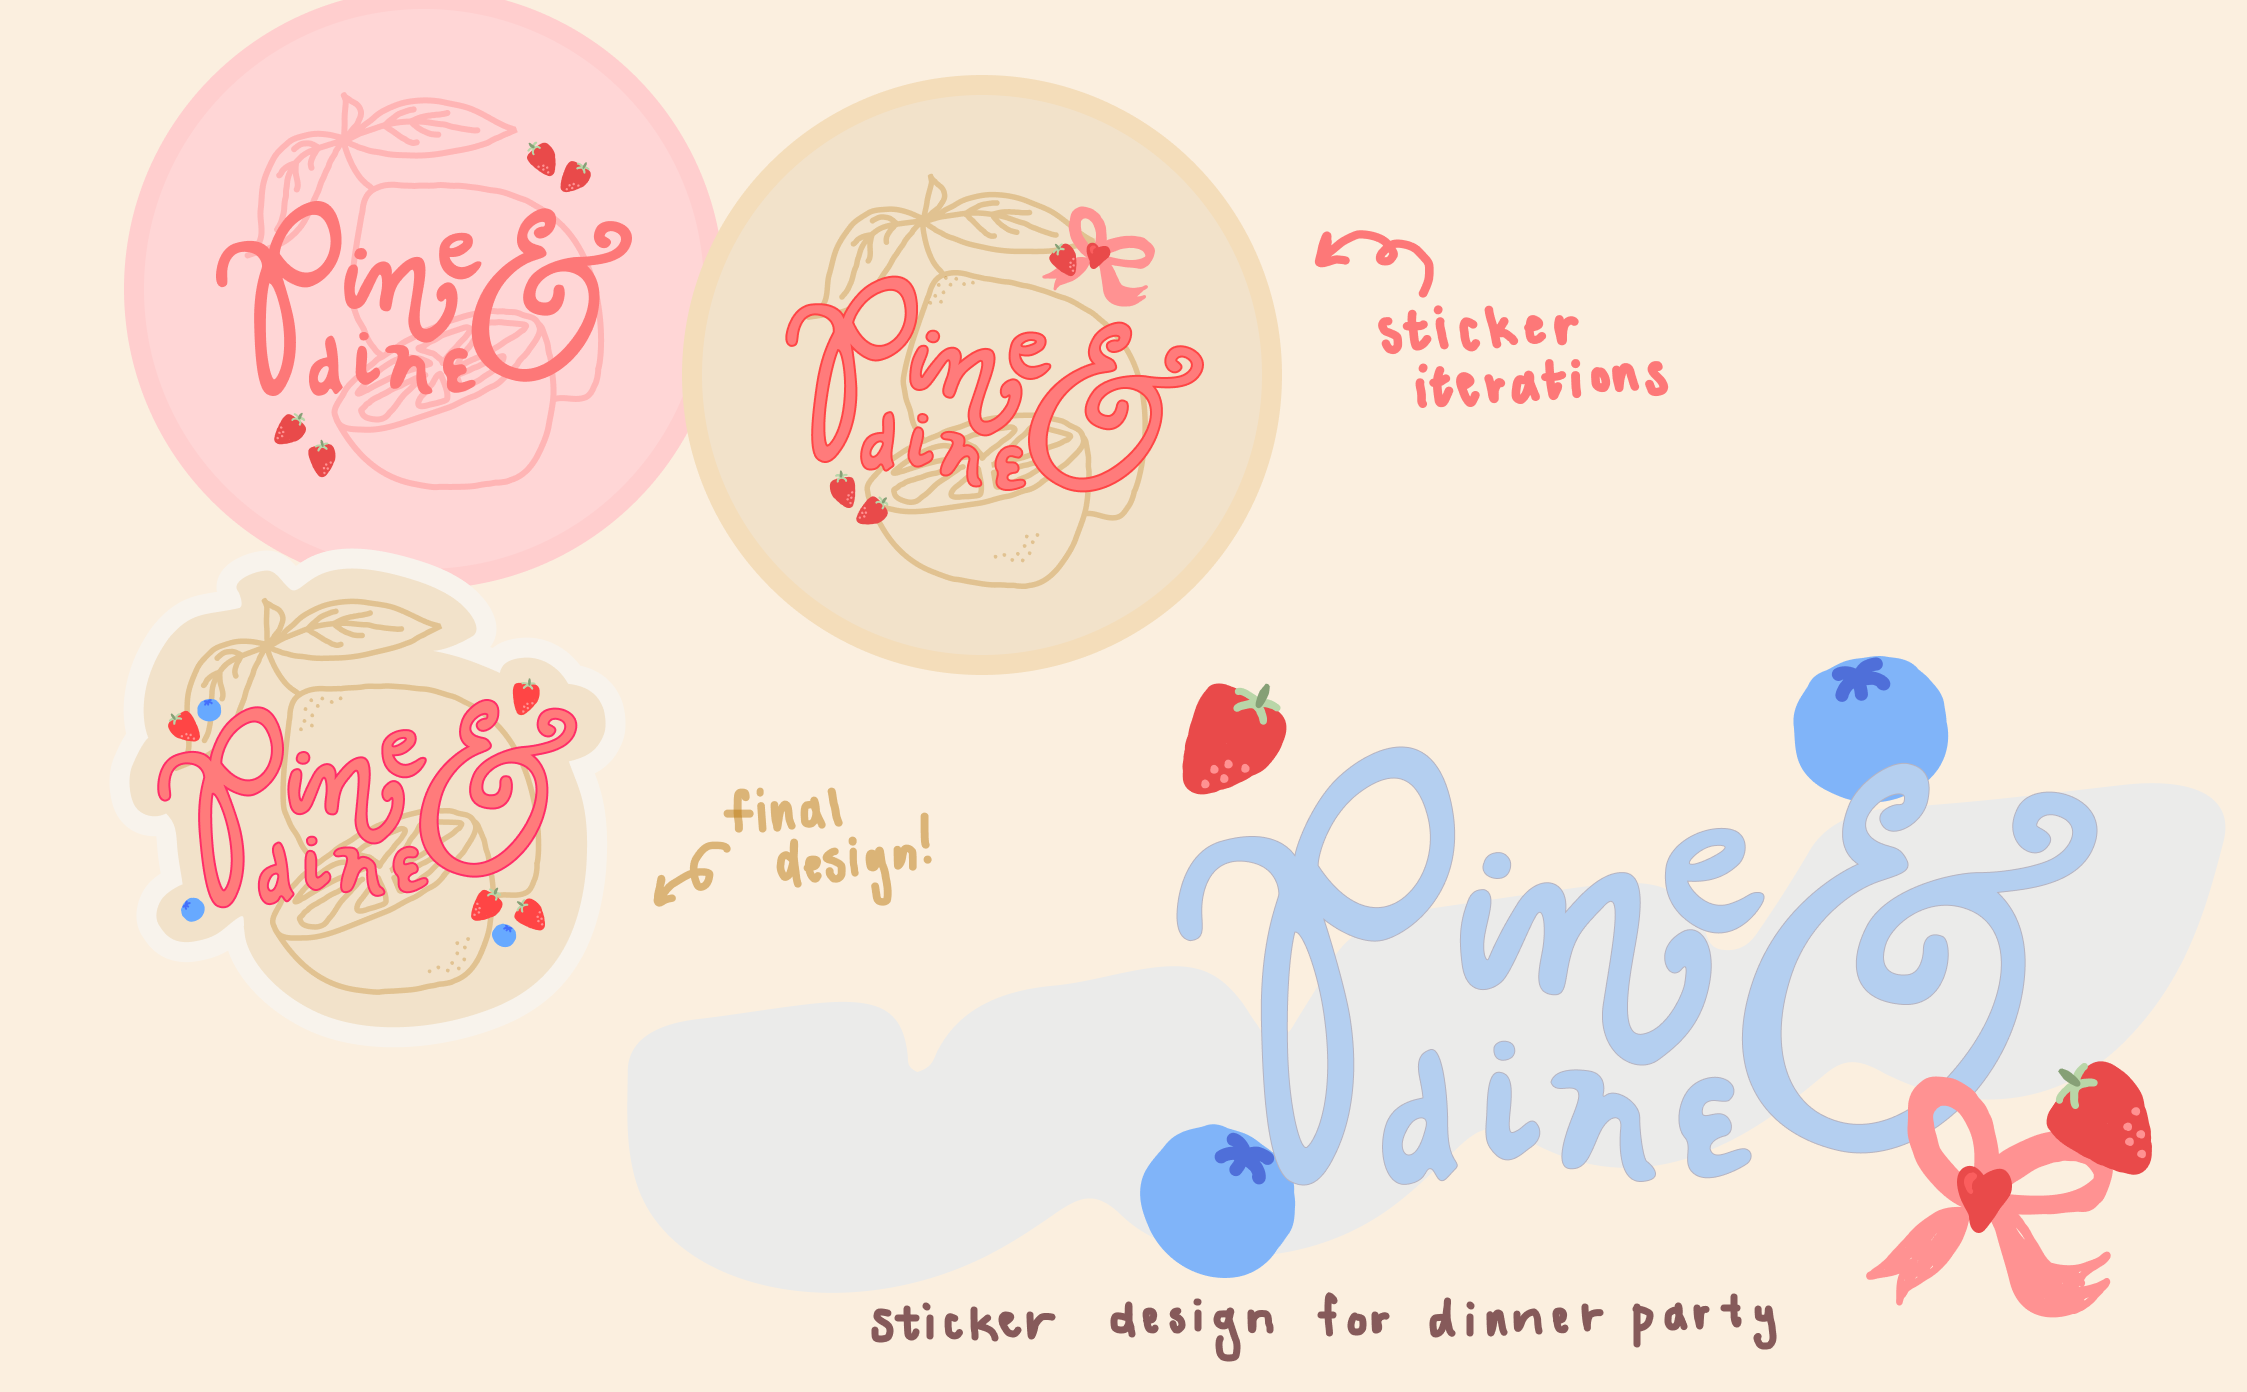 Pine &
dine
Pine &
dine
sticker
iterations
Pine &
dine
final
design!
Pine &
dine
sticker design for dinner party